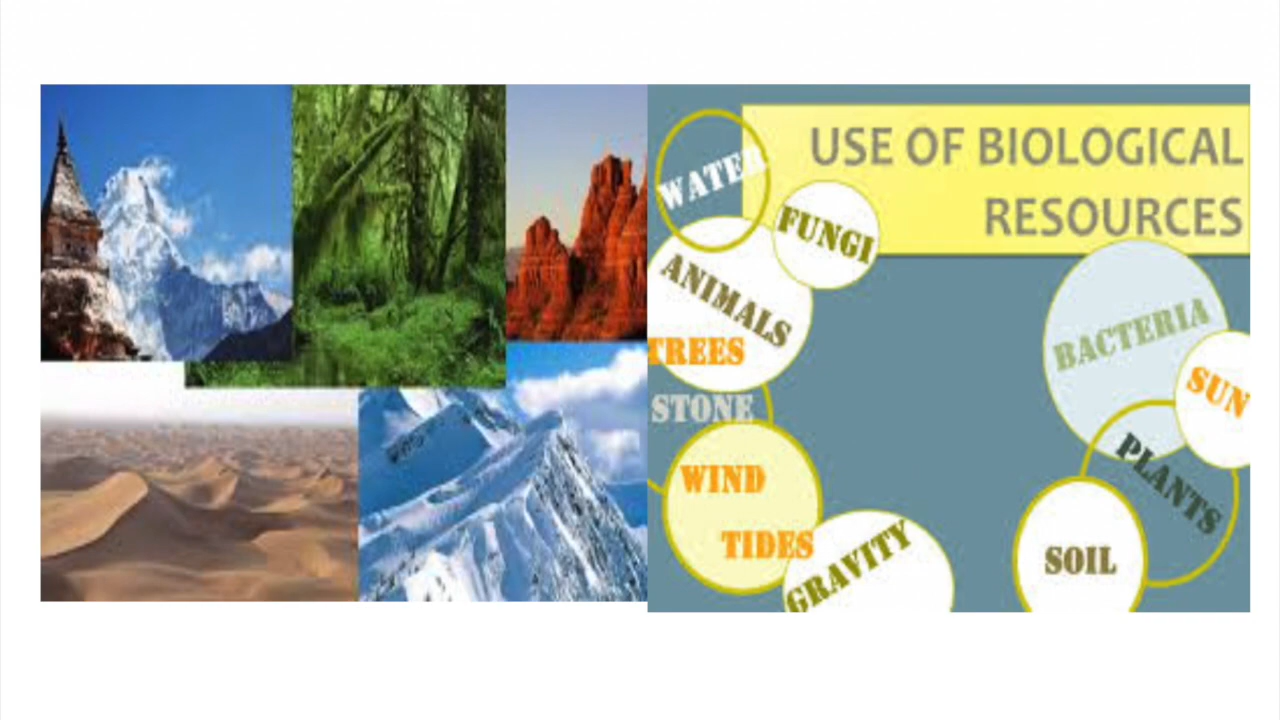 USE OF BIOLOGICAL
RESOURCES
WATER
FUNGI
ANIMALS
TREES
STONE
WIND
TIDES
GRAVITY
BACTERIA
SUN
PLANTS
SOIL